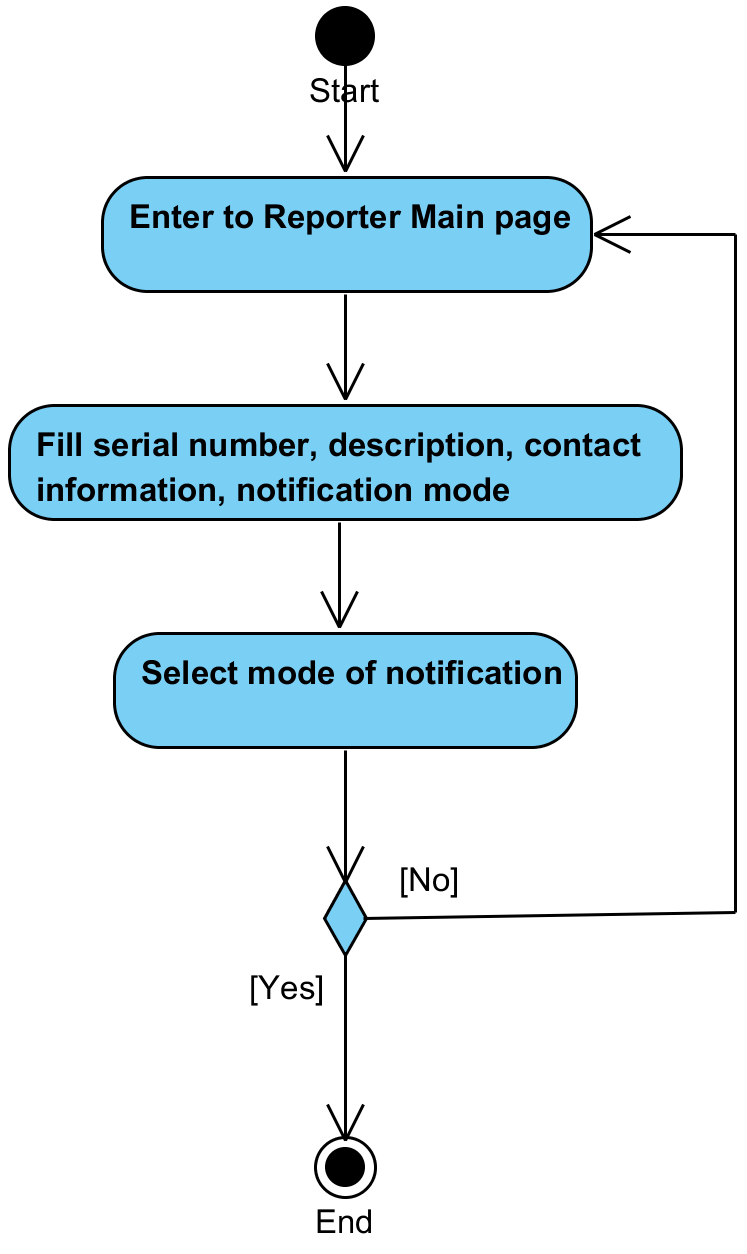 Start
Enter to Reporter Main page
Fill serial number, description, contact
information, notification mode
Select mode of notification
[No]
[Yes]
End